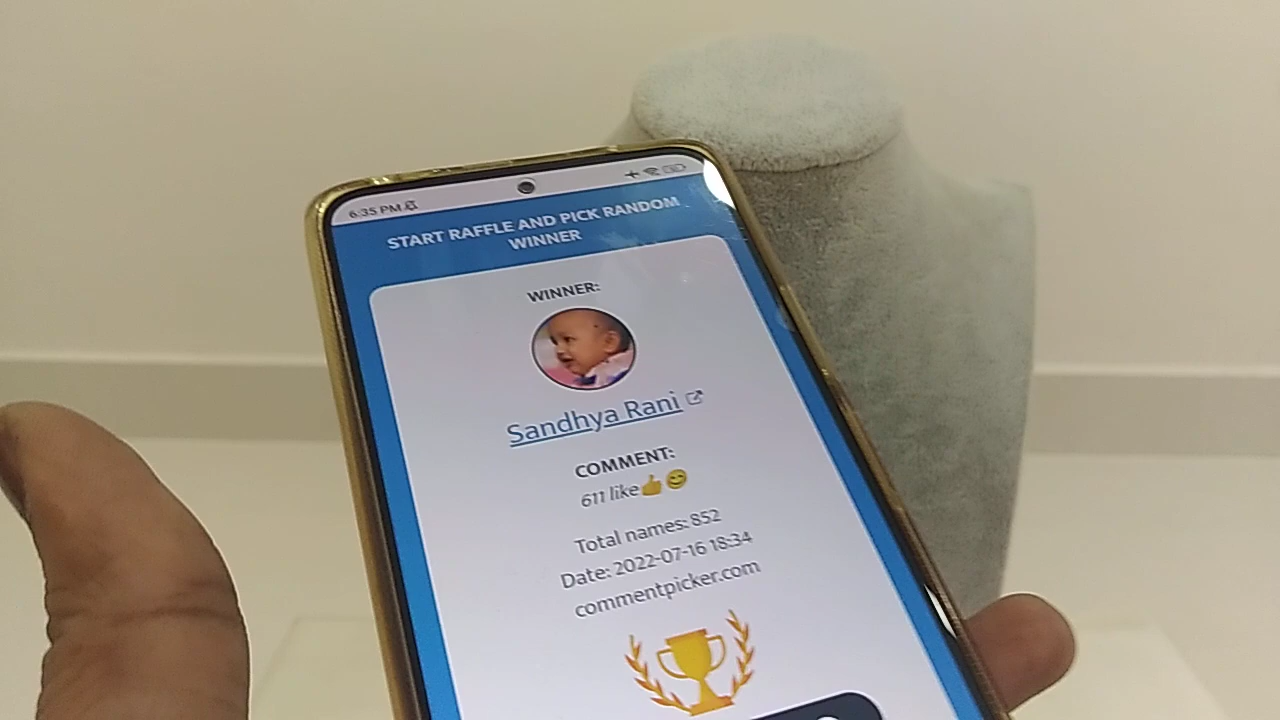 6:35 PM
START RAFFLE AND PICK RANDOM
WINNER
WINNER:
Sandhya Rani
COMMENT:
611 like👍😊
Total names: 852
Date: 2022-07-16 18:34
commentpicker.com